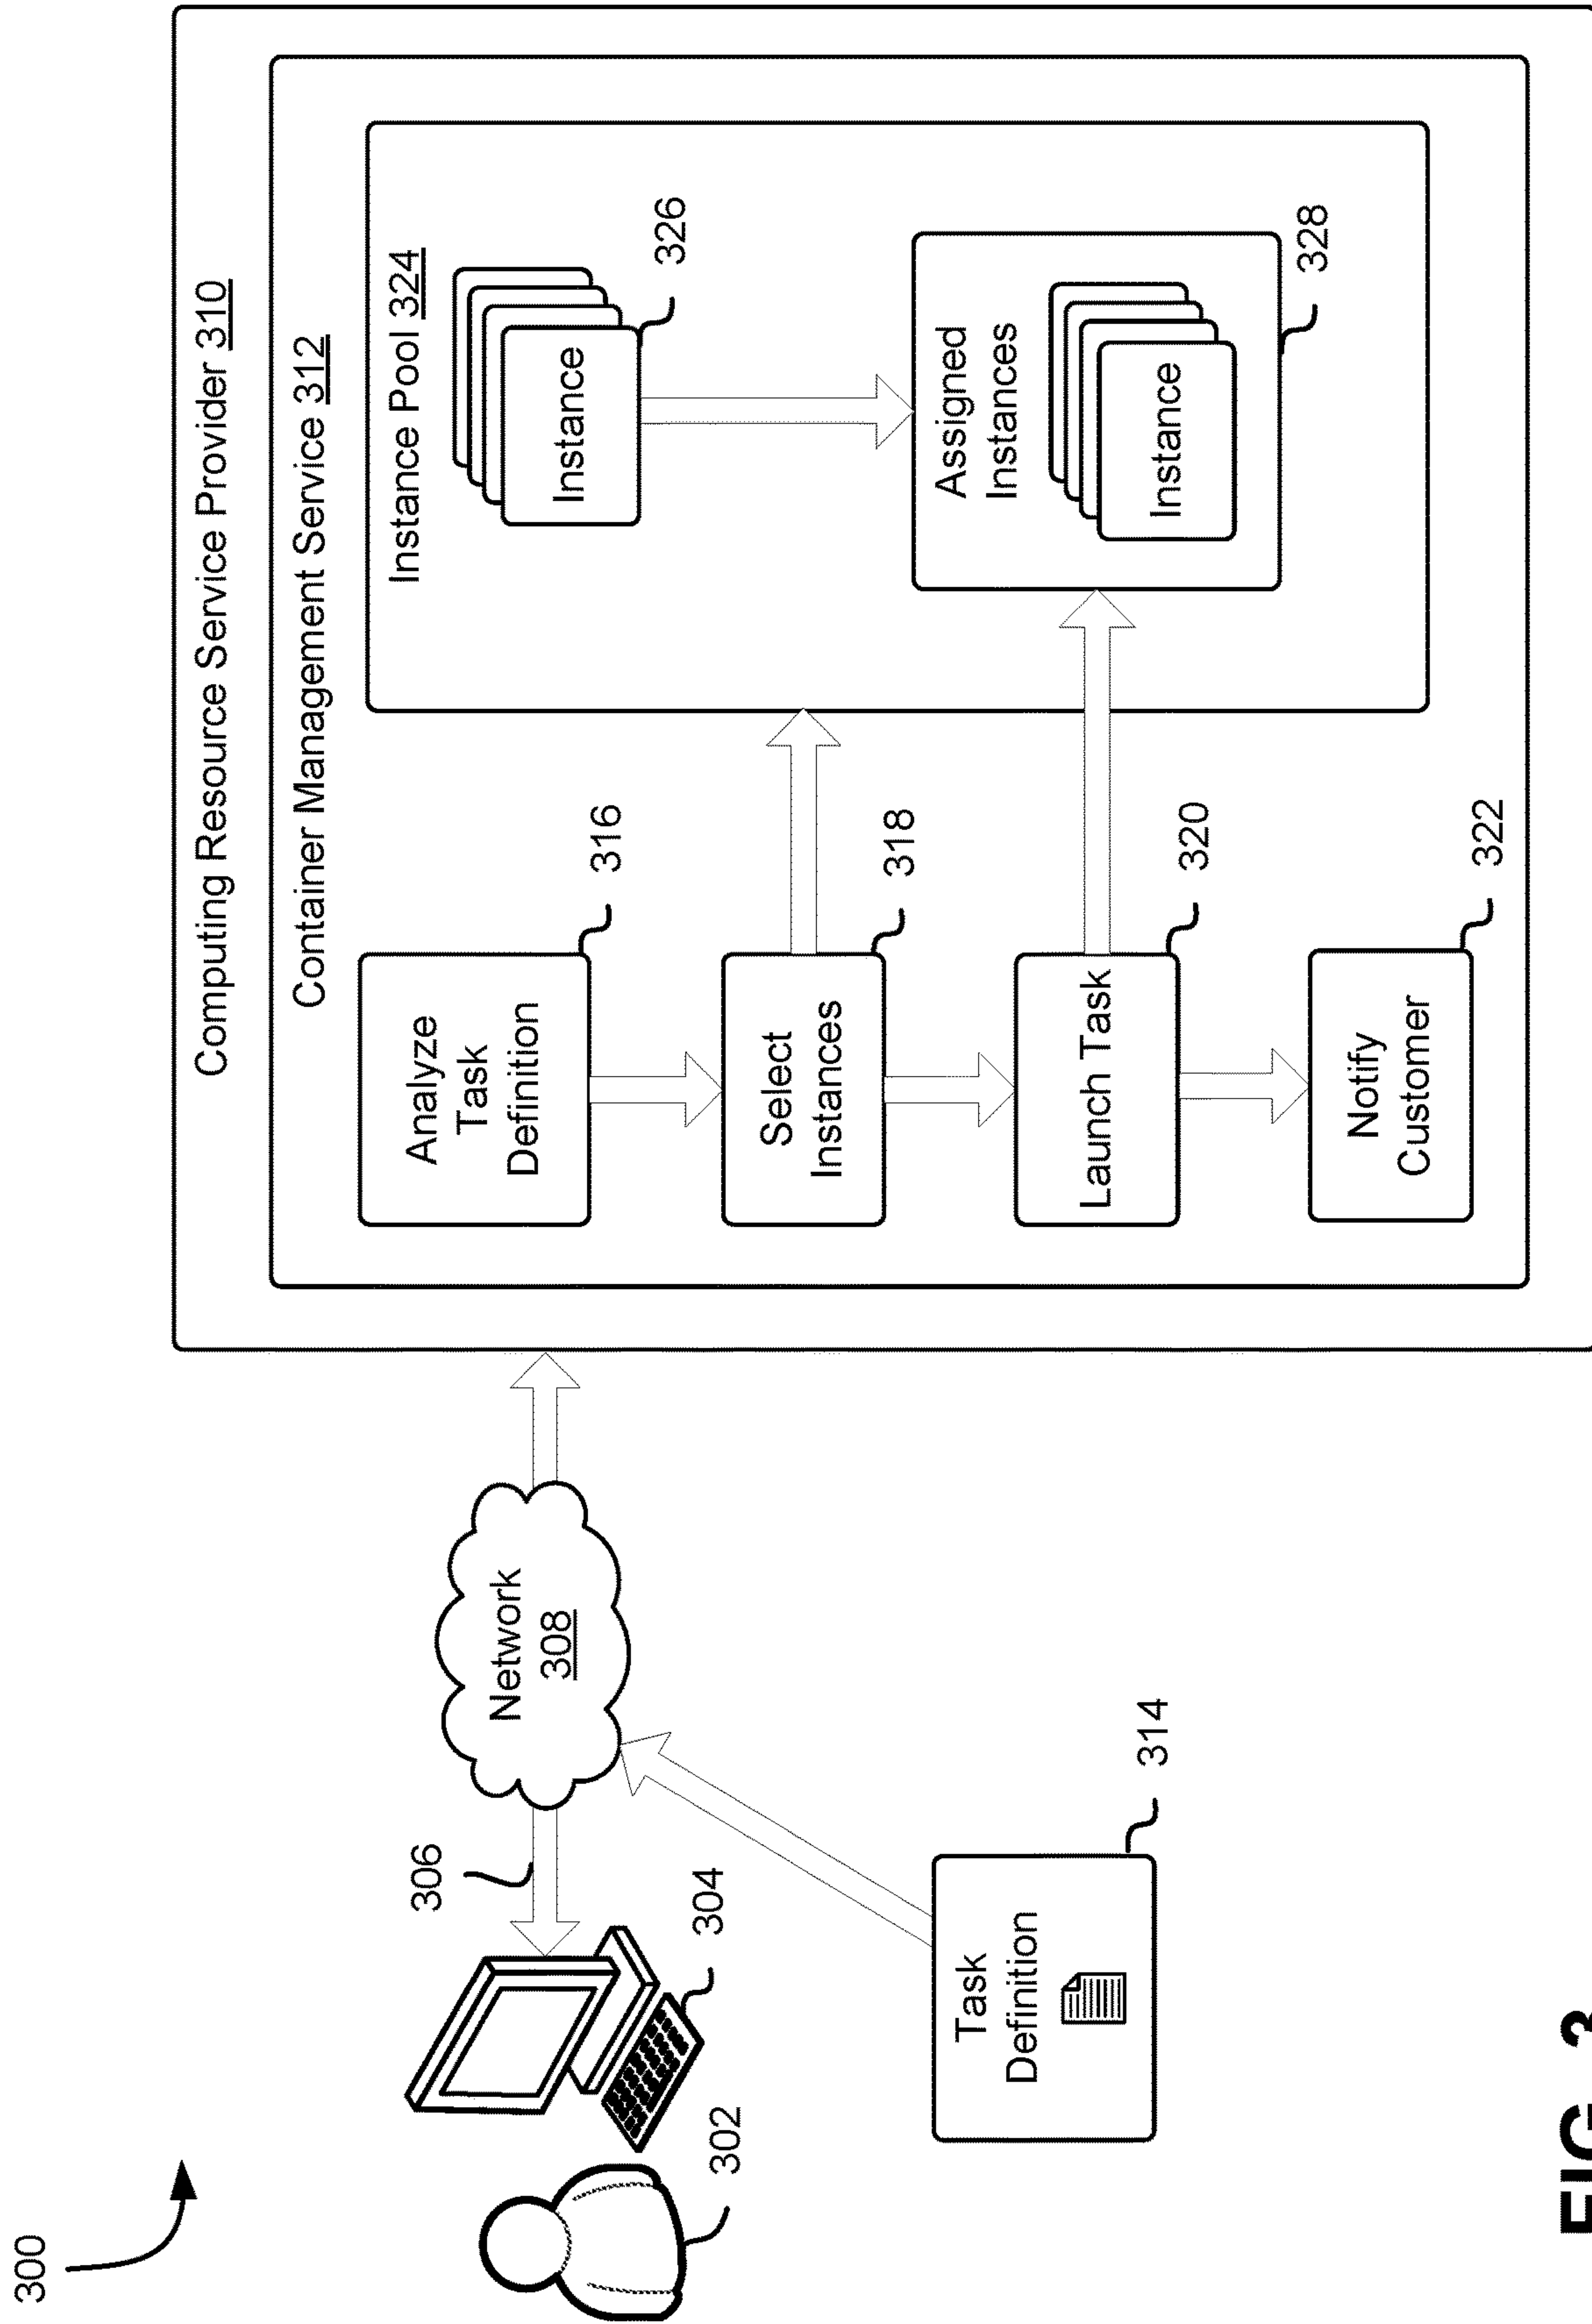 300
Computing Resource Service Provider 310
Container Management Service 312
Instance Pool 324
Instance
326
Assigned
Instances
Instance
328
Analyze
Task
Definition
316
Select
Instances
318
Launch Task
320
Notify
Customer
322
Network
308
306
304
302
Task
Definition
314
FIG. 3